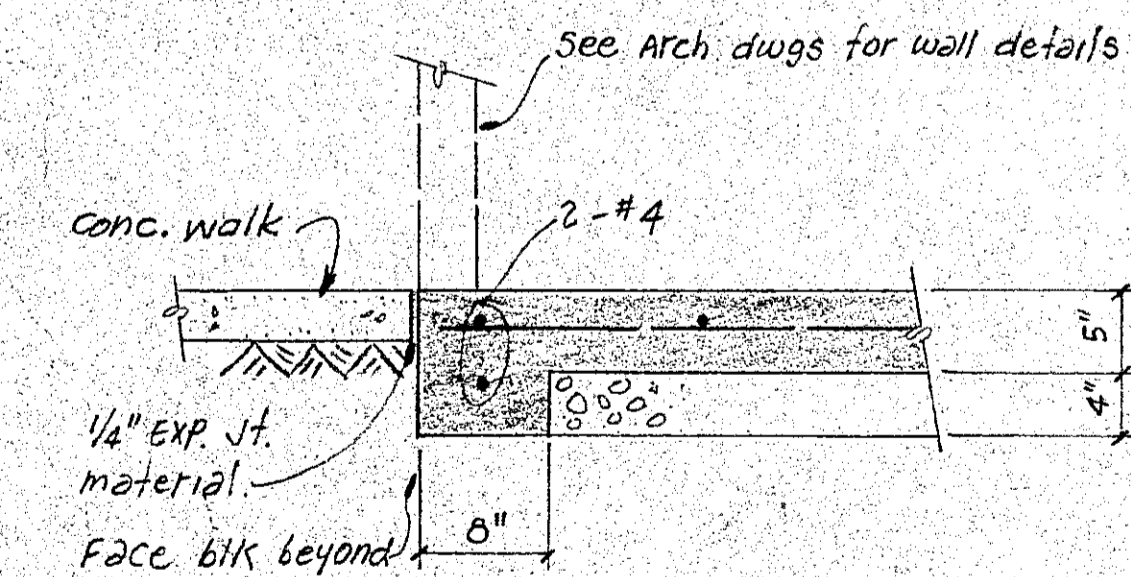 See Arch dwgs for wall details
conc. walk
2-#4
5"
4"
1/4" EXP. Jt.
material.
Face blk beyond
8"